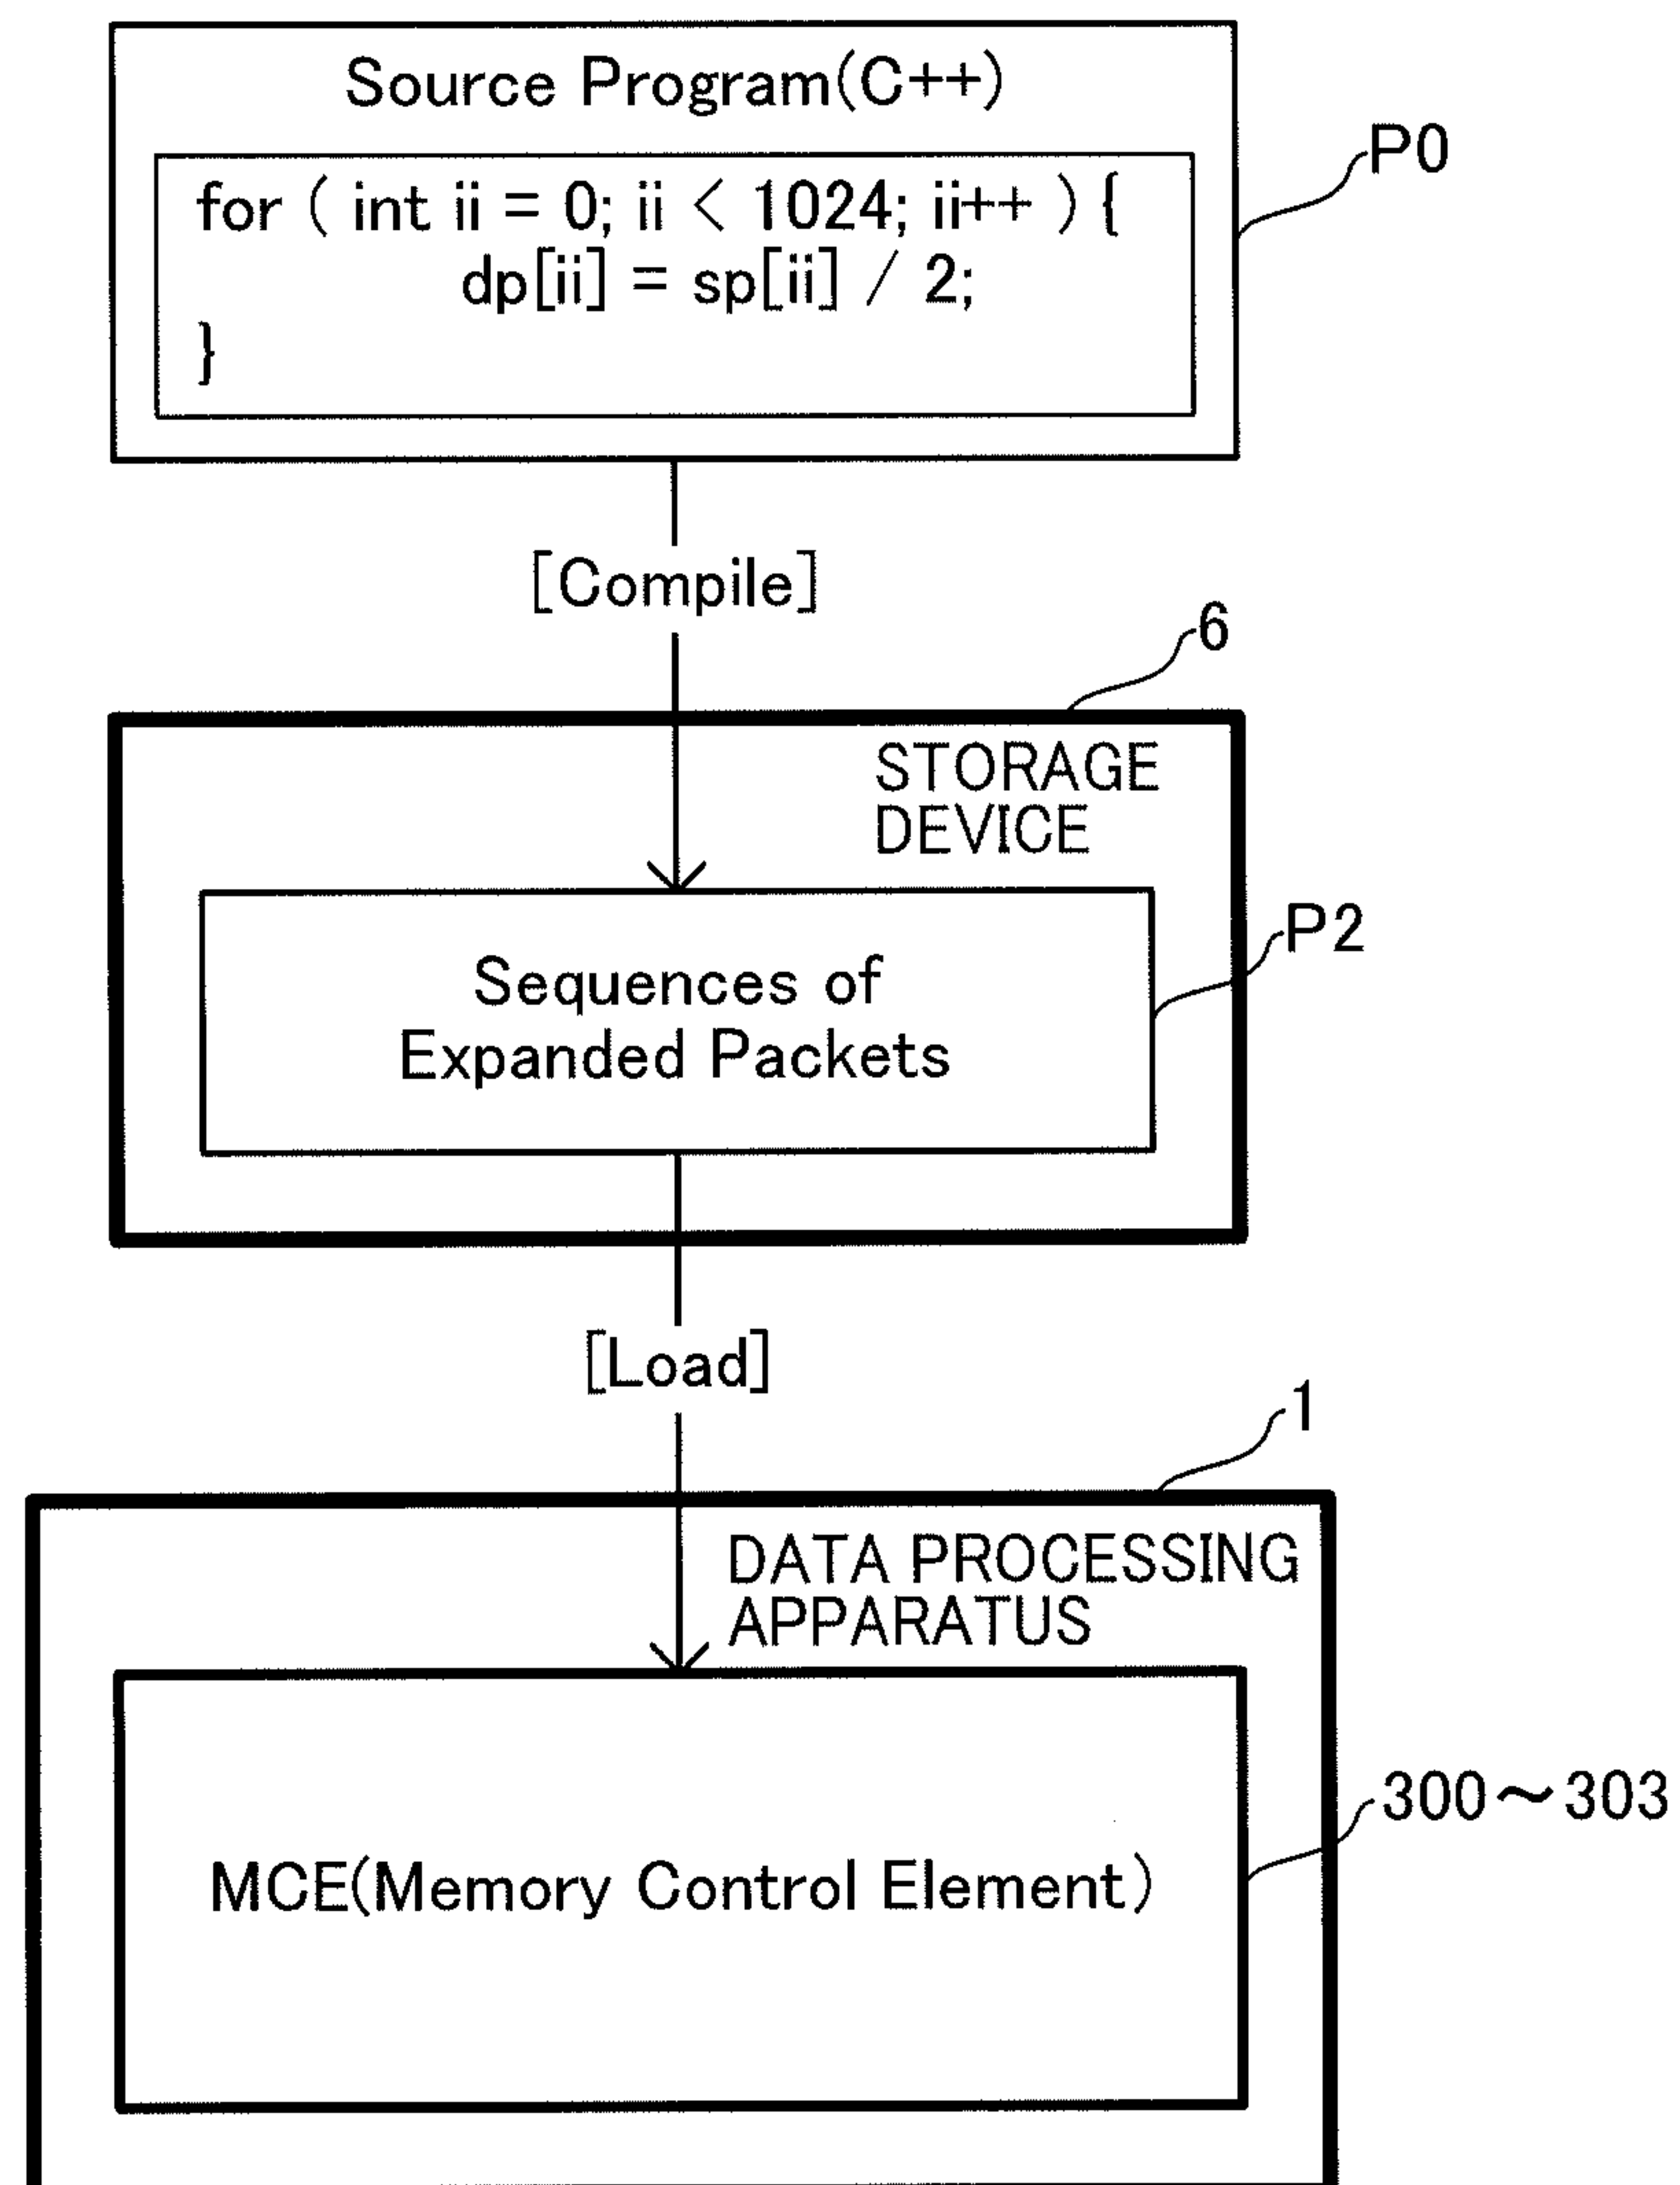 Source Program(C++)
P0
for ( int ii = 0; ii < 1024; ii++ ) {
dp[ii] = sp[ii] / 2;
}
[Compile]
6
STORAGE
DEVICE
P2
Sequences of
Expanded Packets
[Load]
1
DATA PROCESSING
APPARATUS
300～303
MCE(Memory Control Element)